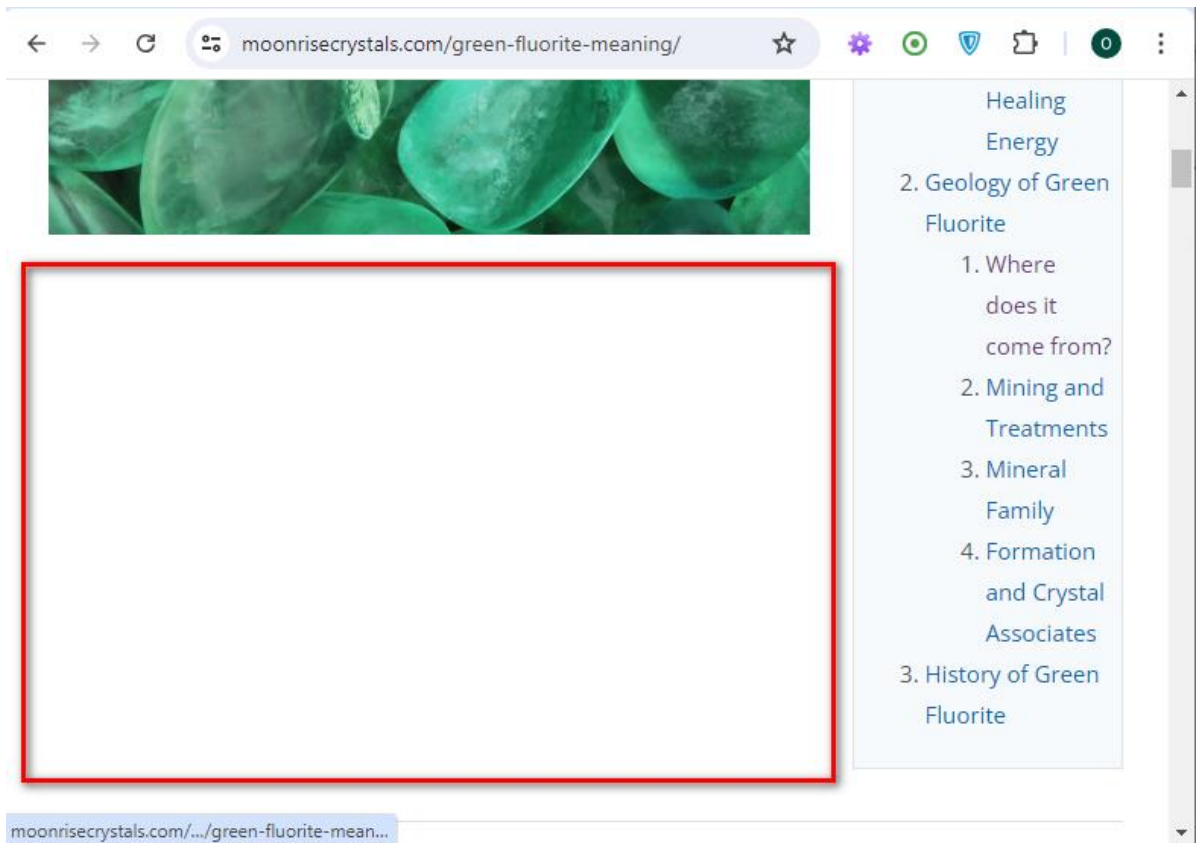 moonrisecrystals.com/green-fluorite-meaning/
O
Healing
Energy
2. Geology of Green
Fluorite
1. Where
does it
come from?
2. Mining and
Treatments
3. Mineral
Family
4. Formation
and Crystal
Associates
3. History of Green
Fluorite
moonrisecrystals.com/.../green-fluorite-mean...